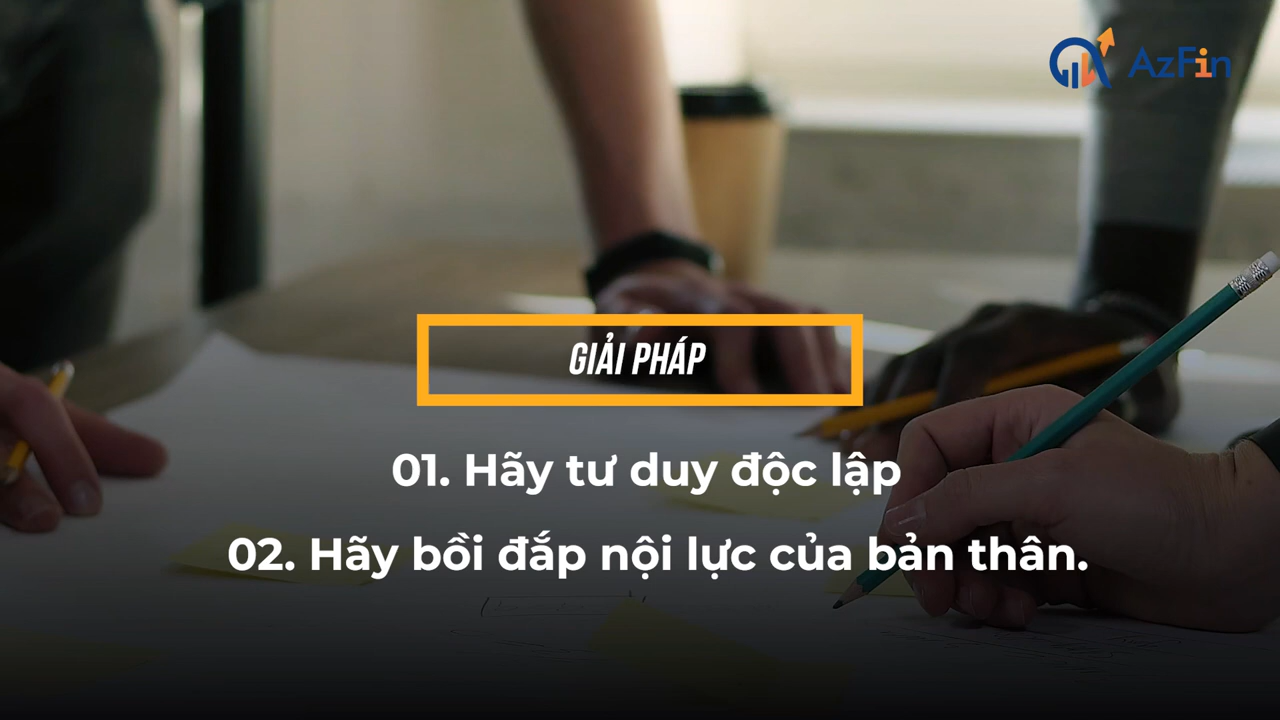 AzFin
GIẢI PHÁP
01. Hãy tư duy độc lập
02. Hãy bồi đắp nội lực của bản thân.